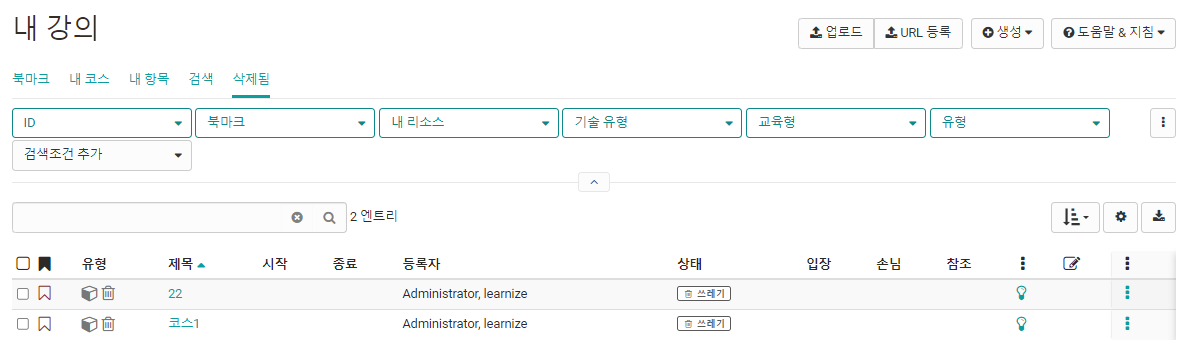 내 강의
업로드 URL 등록 생성 도움말 & 지침
북마크 내 코스 내 항목 검색 삭제됨
ID 북마크 내 리소스 기술 유형 교육형 유형
검색조건 추가
2 엔트리
유형 제목 시작 종료 등록자 상태 입장 손님 참조
22 Administrator, learnize 쓰레기
코스1 Administrator, learnize 쓰레기